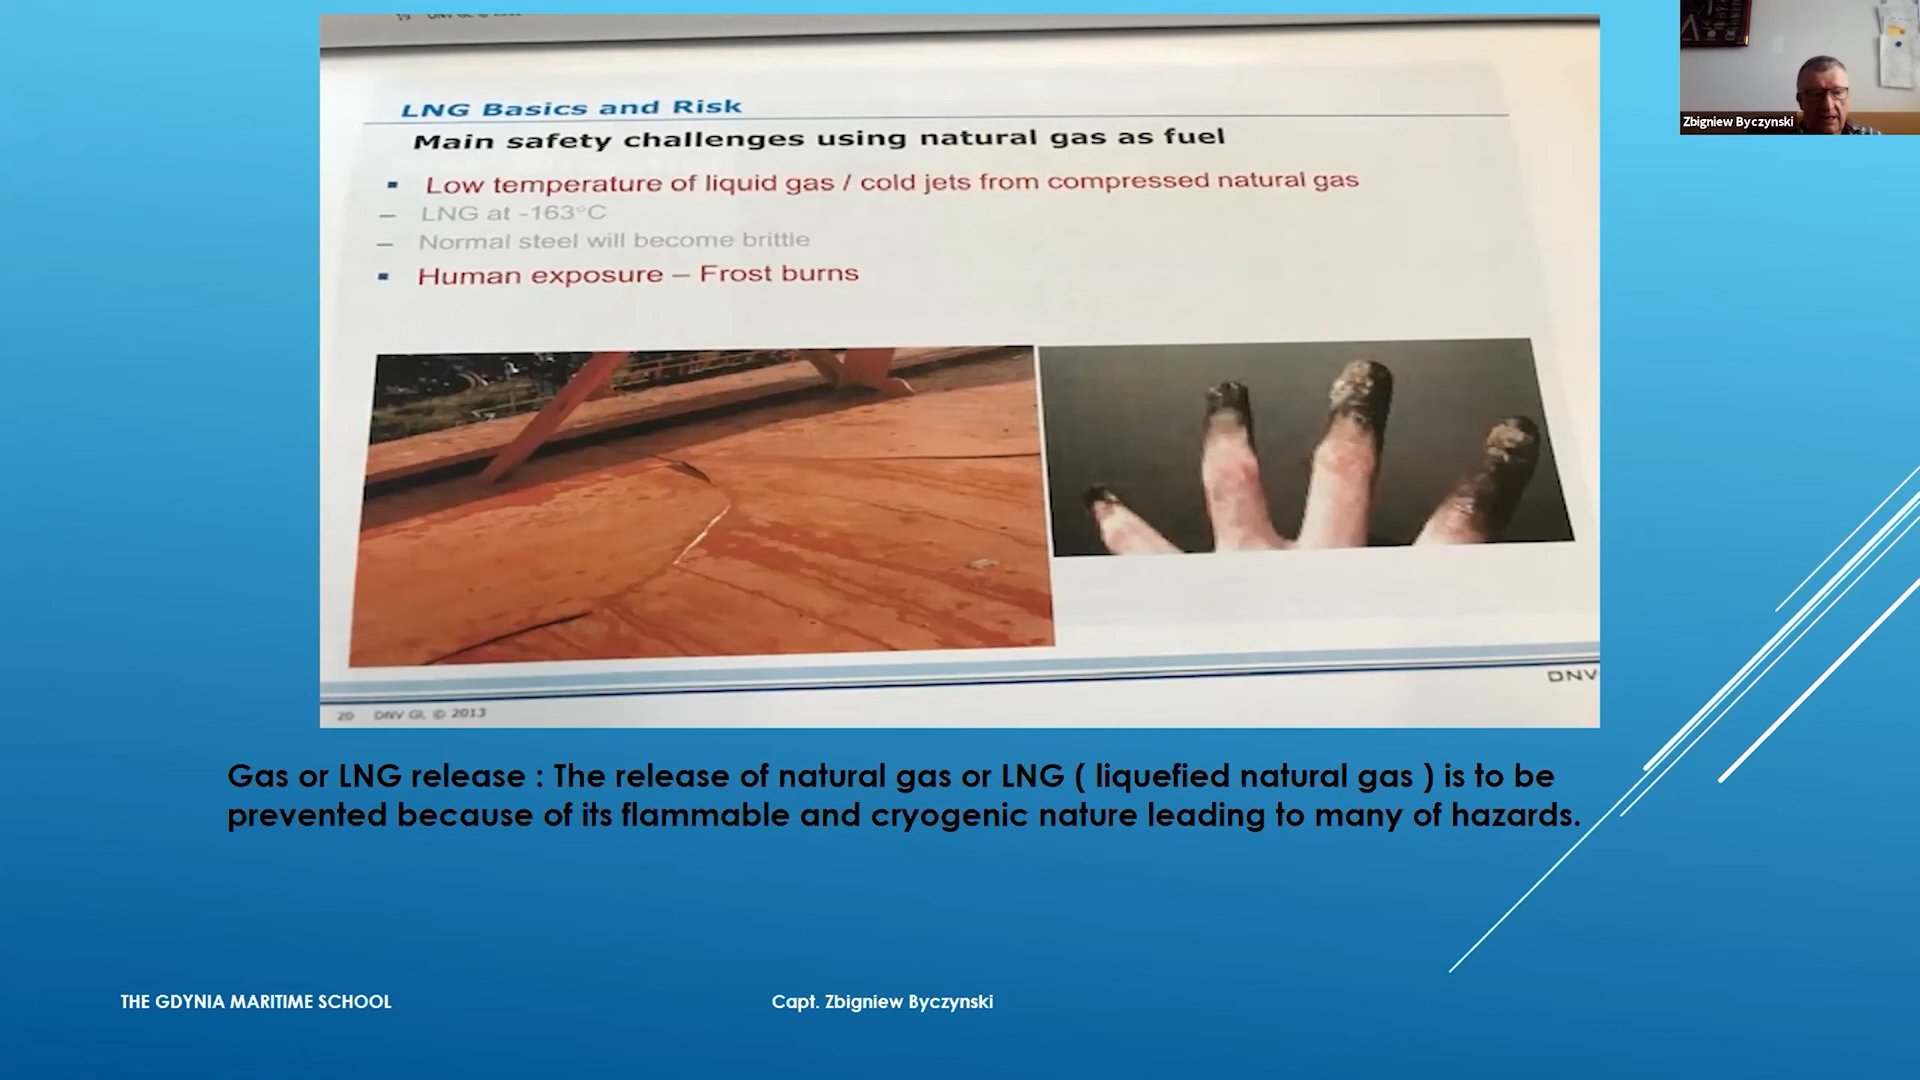 Zbigniew Byczynski
LNG Basics and Risk
Main safety challenges using natural gas as fuel
▪ Low temperature of liquid gas / cold jets from compressed natural gas
– LNG at -163°C
– Normal steel will become brittle
▪ Human exposure – Frost burns
DNV
20 DNV GL © 2013
Gas or LNG release : The release of natural gas or LNG ( liquefied natural gas ) is to be
prevented because of its flammable and cryogenic nature leading to many of hazards.
THE GDYNIA MARITIME SCHOOL
Capt. Zbigniew Byczynski